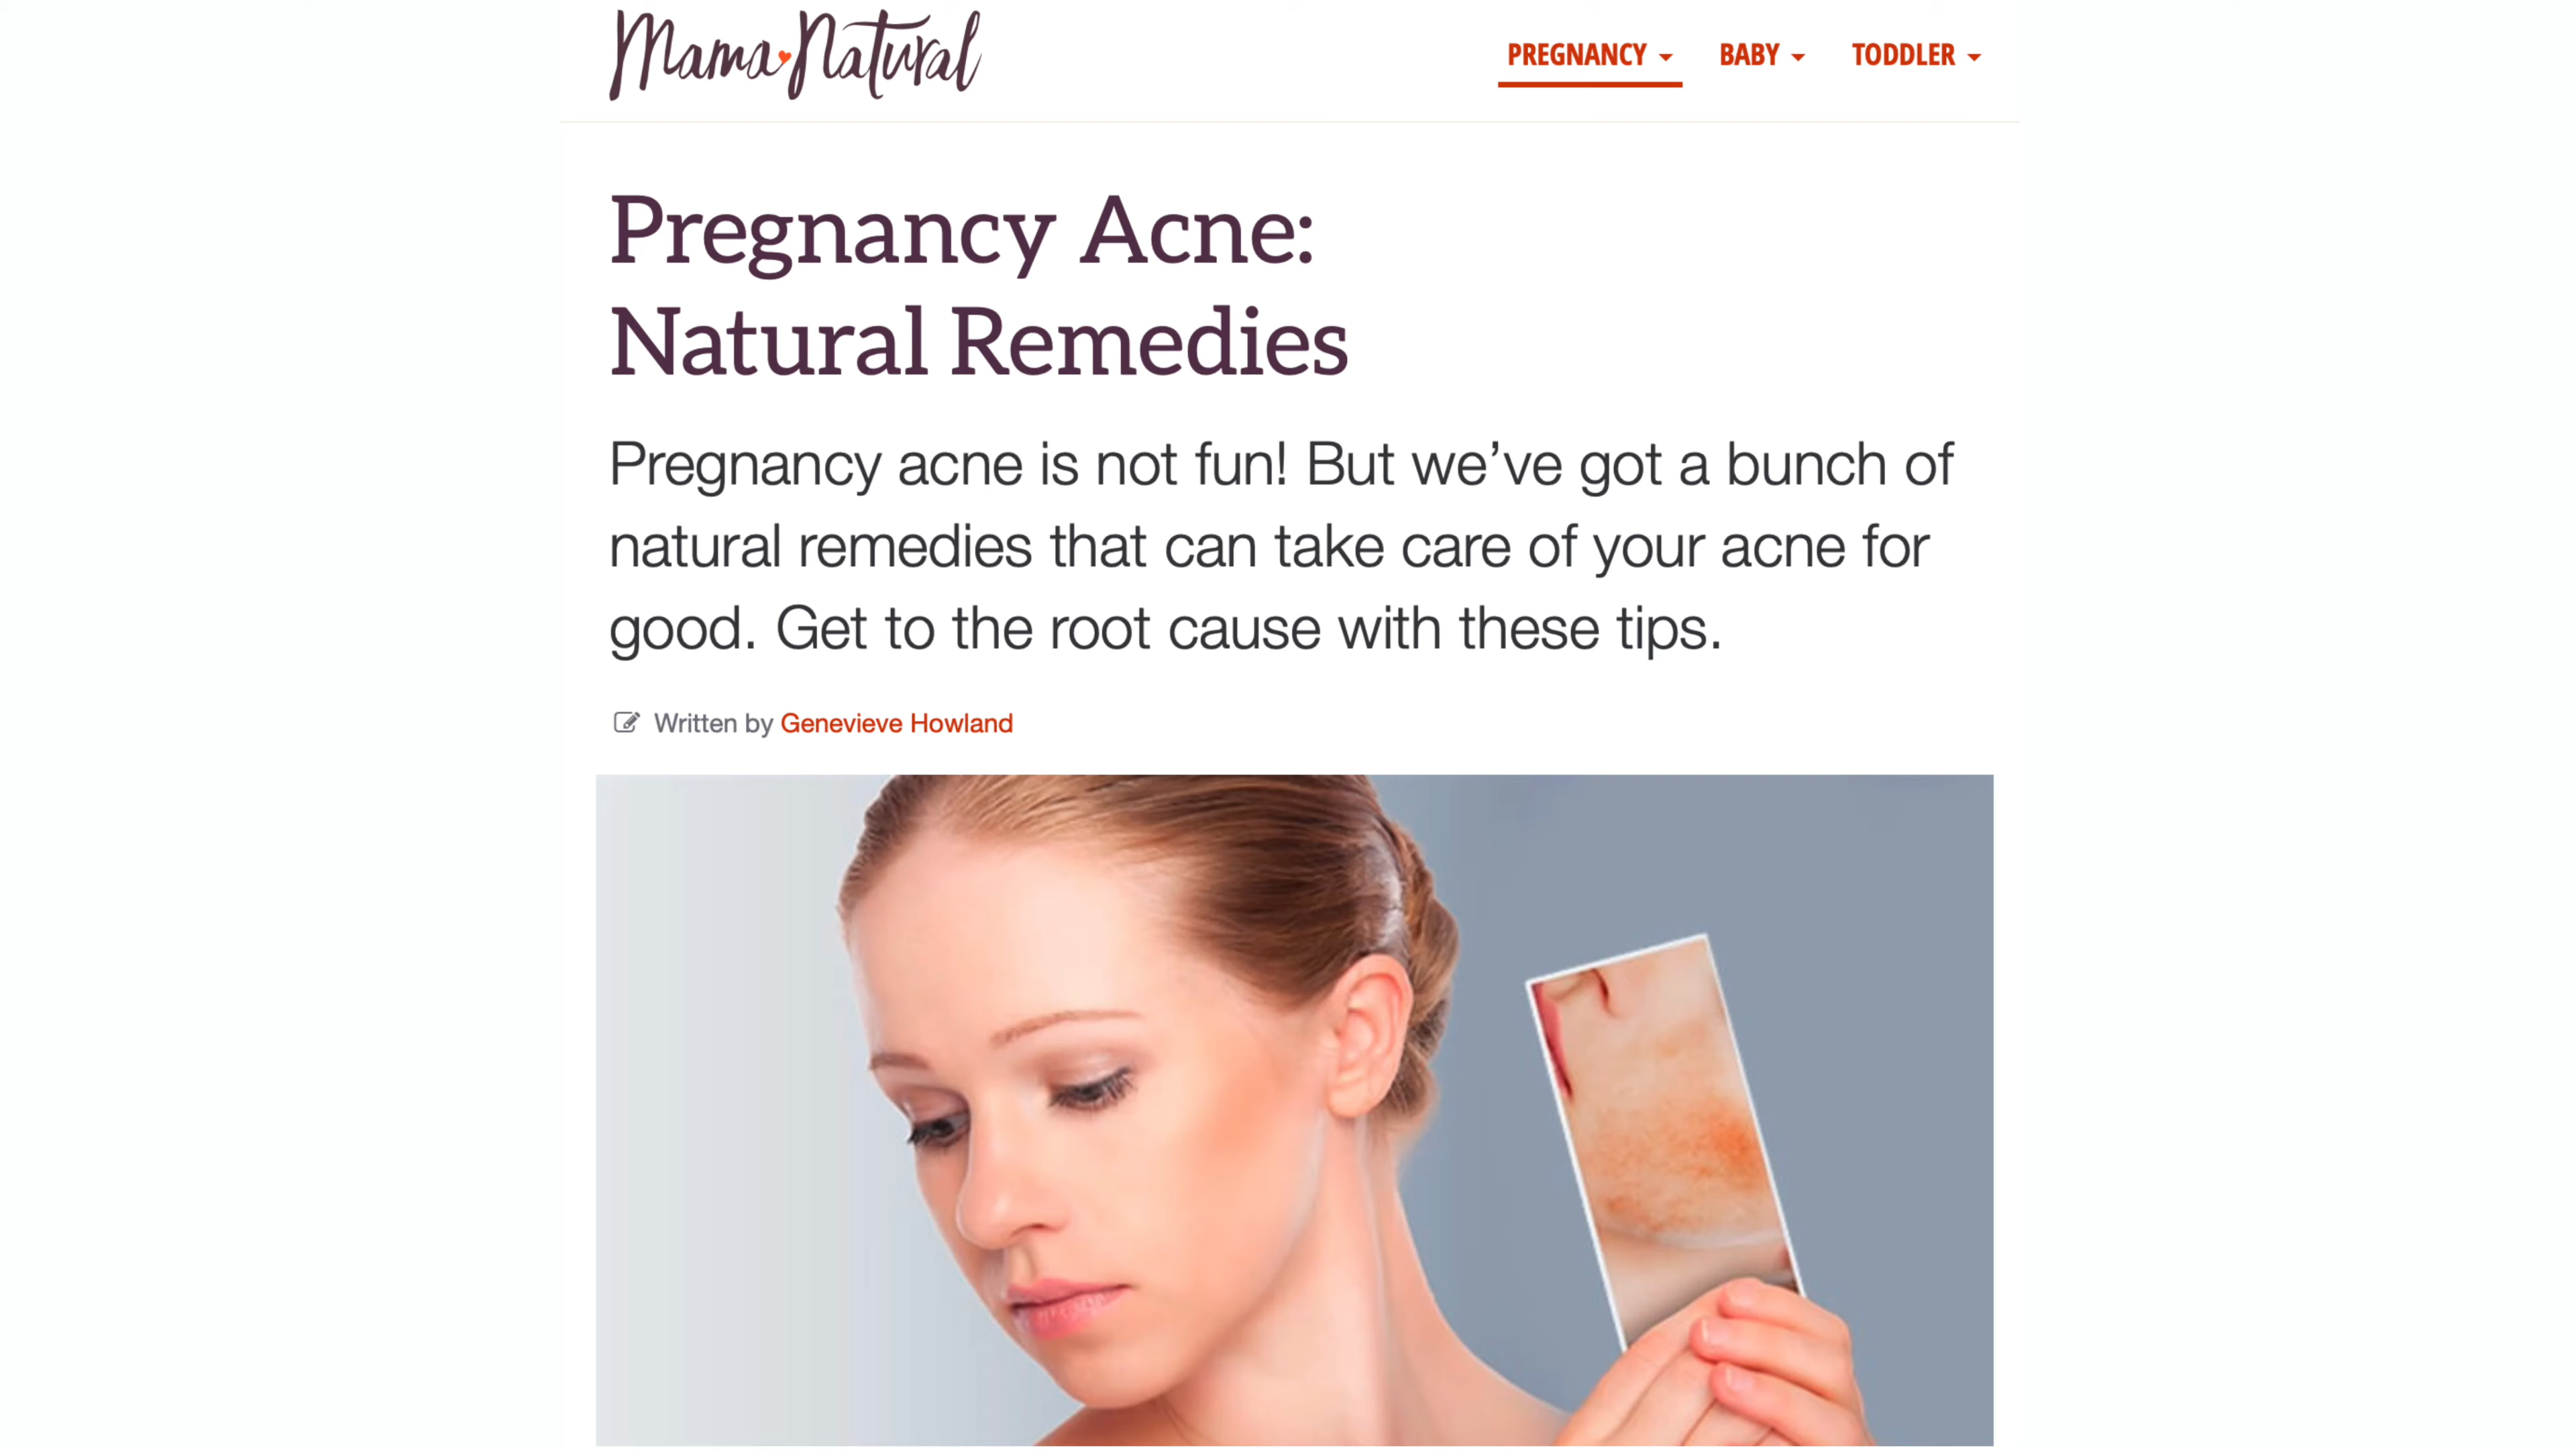 Mama Natural
PREGNANCY BABY TODDLER
Pregnancy Acne:
Natural Remedies
Pregnancy acne is not fun! But we’ve got a bunch of
natural remedies that can take care of your acne for
good. Get to the root cause with these tips.
Written by Genevieve Howland